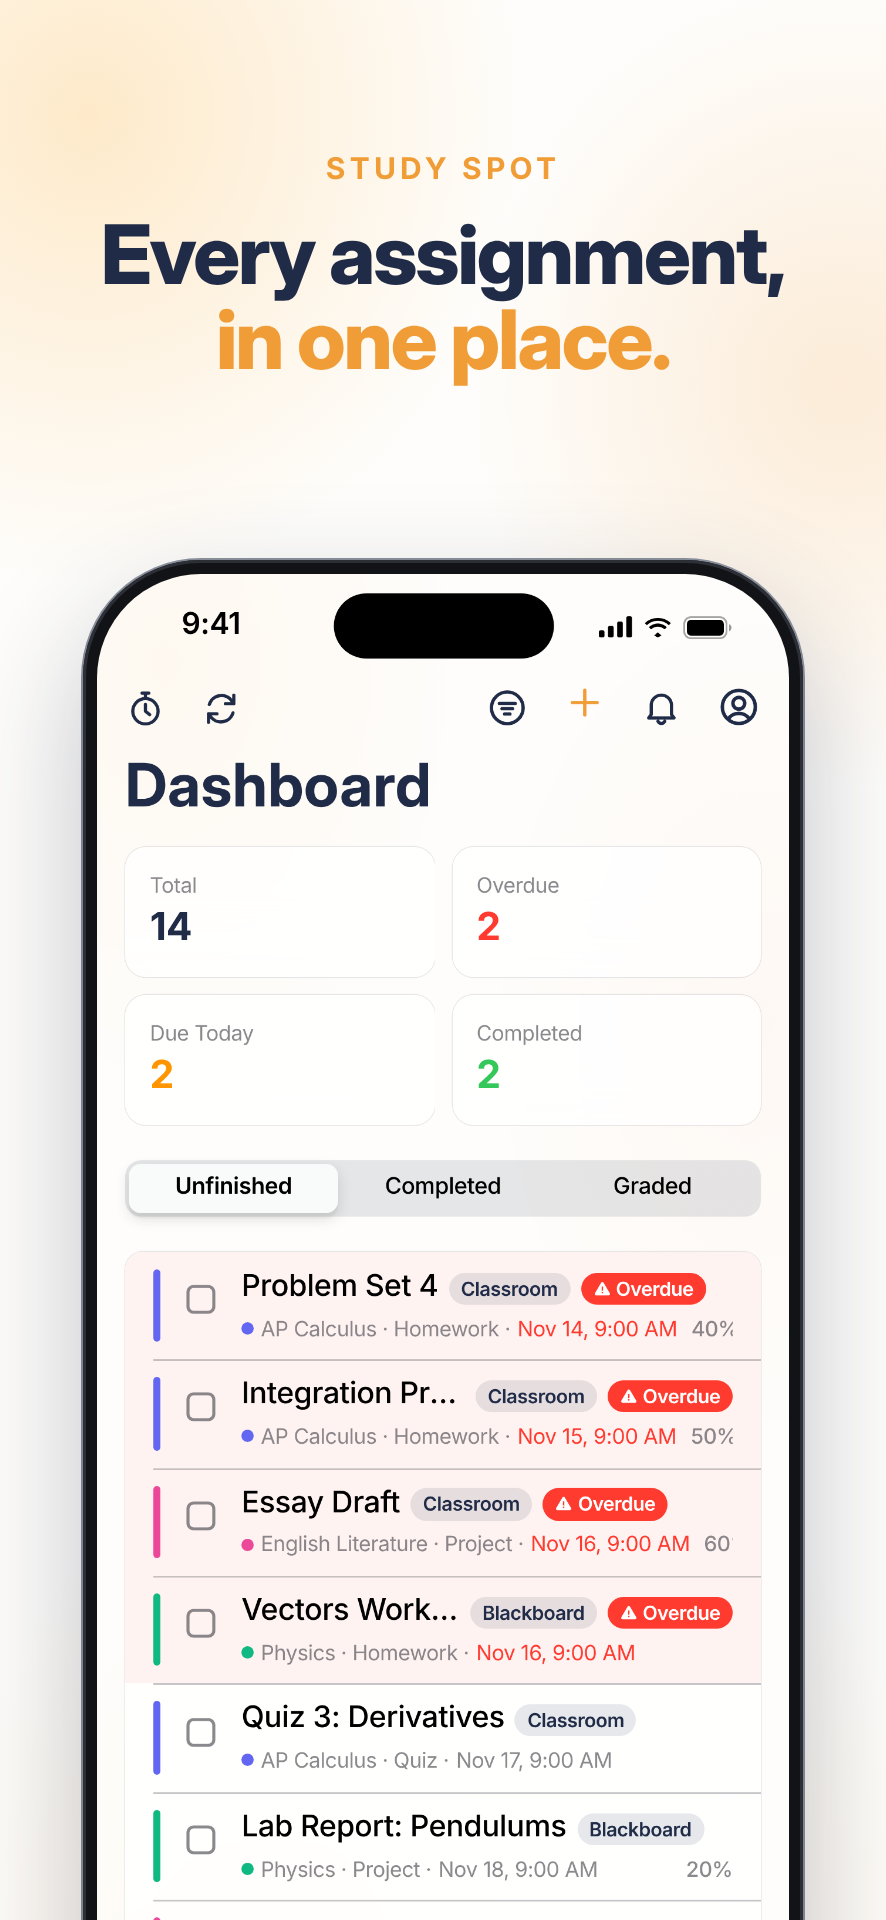 STUDY SPOT
Every assignment,
in one place.
9:41
Dashboard
Total
14
Overdue
2
Due Today
2
Completed
2
Unfinished Completed Graded
Problem Set 4 Classroom Overdue
AP Calculus · Homework · Nov 14, 9:00 AM 40%
Integration Pr... Classroom Overdue
AP Calculus · Homework · Nov 15, 9:00 AM 50%
Essay Draft Classroom Overdue
English Literature · Project · Nov 16, 9:00 AM 60
Vectors Work... Blackboard Overdue
Physics · Homework · Nov 16, 9:00 AM
Quiz 3: Derivatives Classroom
AP Calculus · Quiz · Nov 17, 9:00 AM
Lab Report: Pendulums Blackboard
Physics · Project · Nov 18, 9:00 AM 20%